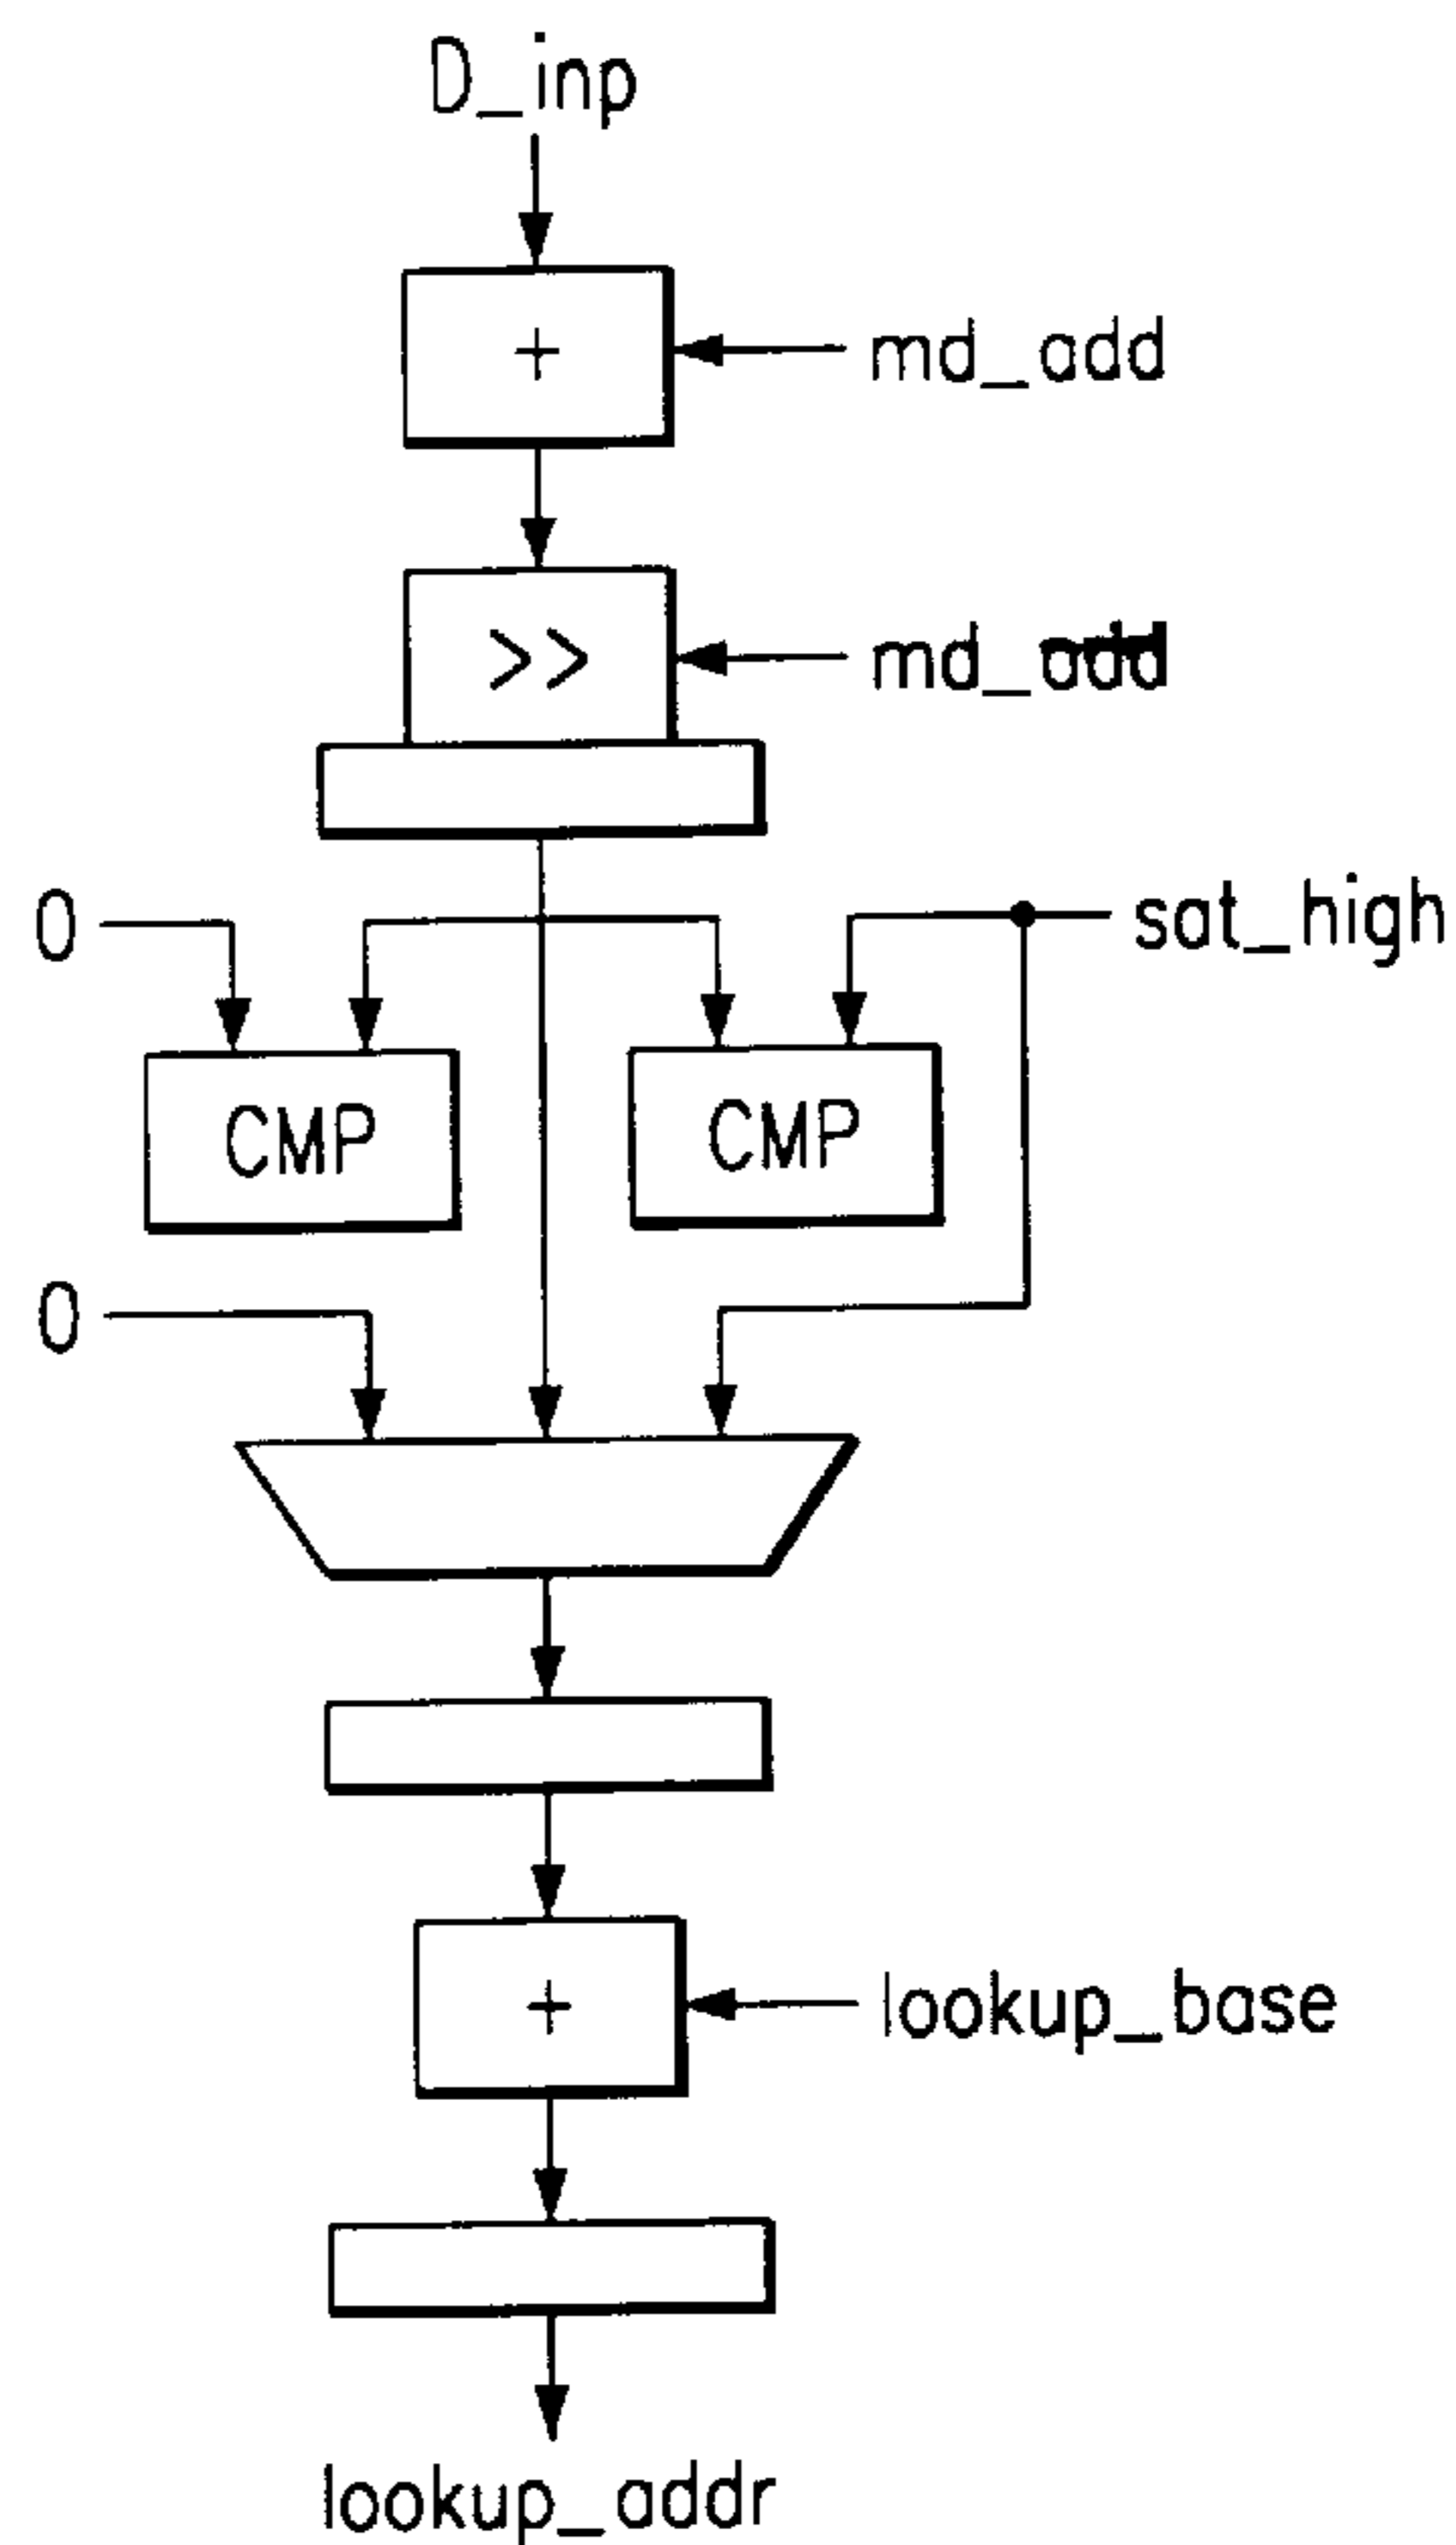 D_inp
+
md_add
>>
md_add
0
sat_high
CMP
CMP
0
+
lookup_base
lookup_addr